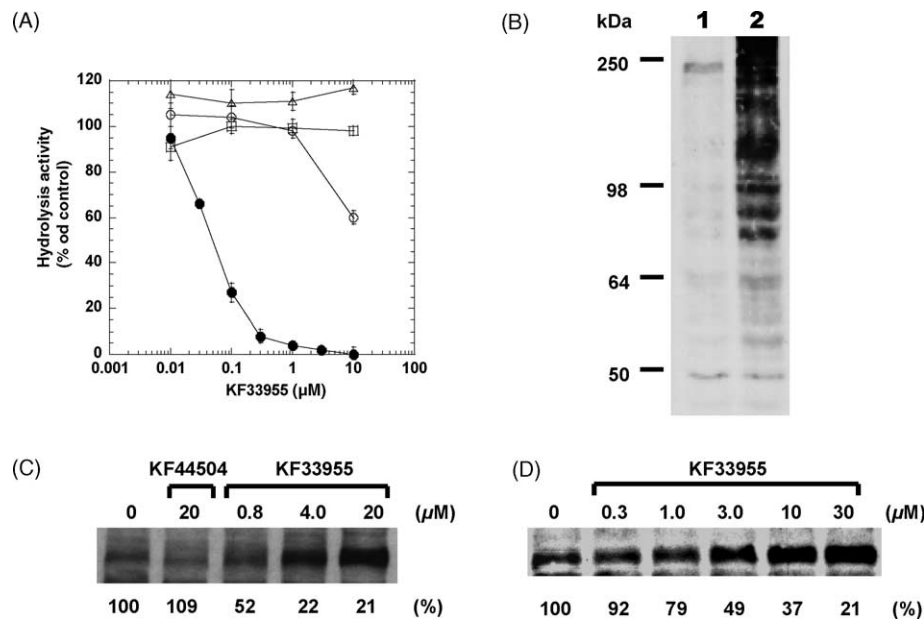 (A)
Hydrolysis activity
(% od control)
120
100
80
60
40
20
0
0.001 0.01 0.1 1 10 100
KF33955 (µM)
(B)
kDa 1 2
250
98
64
50
(C)
KF44504 KF33955
0 20 0.8 4.0 20 (µM)
100 109 52 22 21 (%)
(D)
KF33955
0 0.3 1.0 3.0 10 30 (µM)
100 92 79 49 37 21 (%)